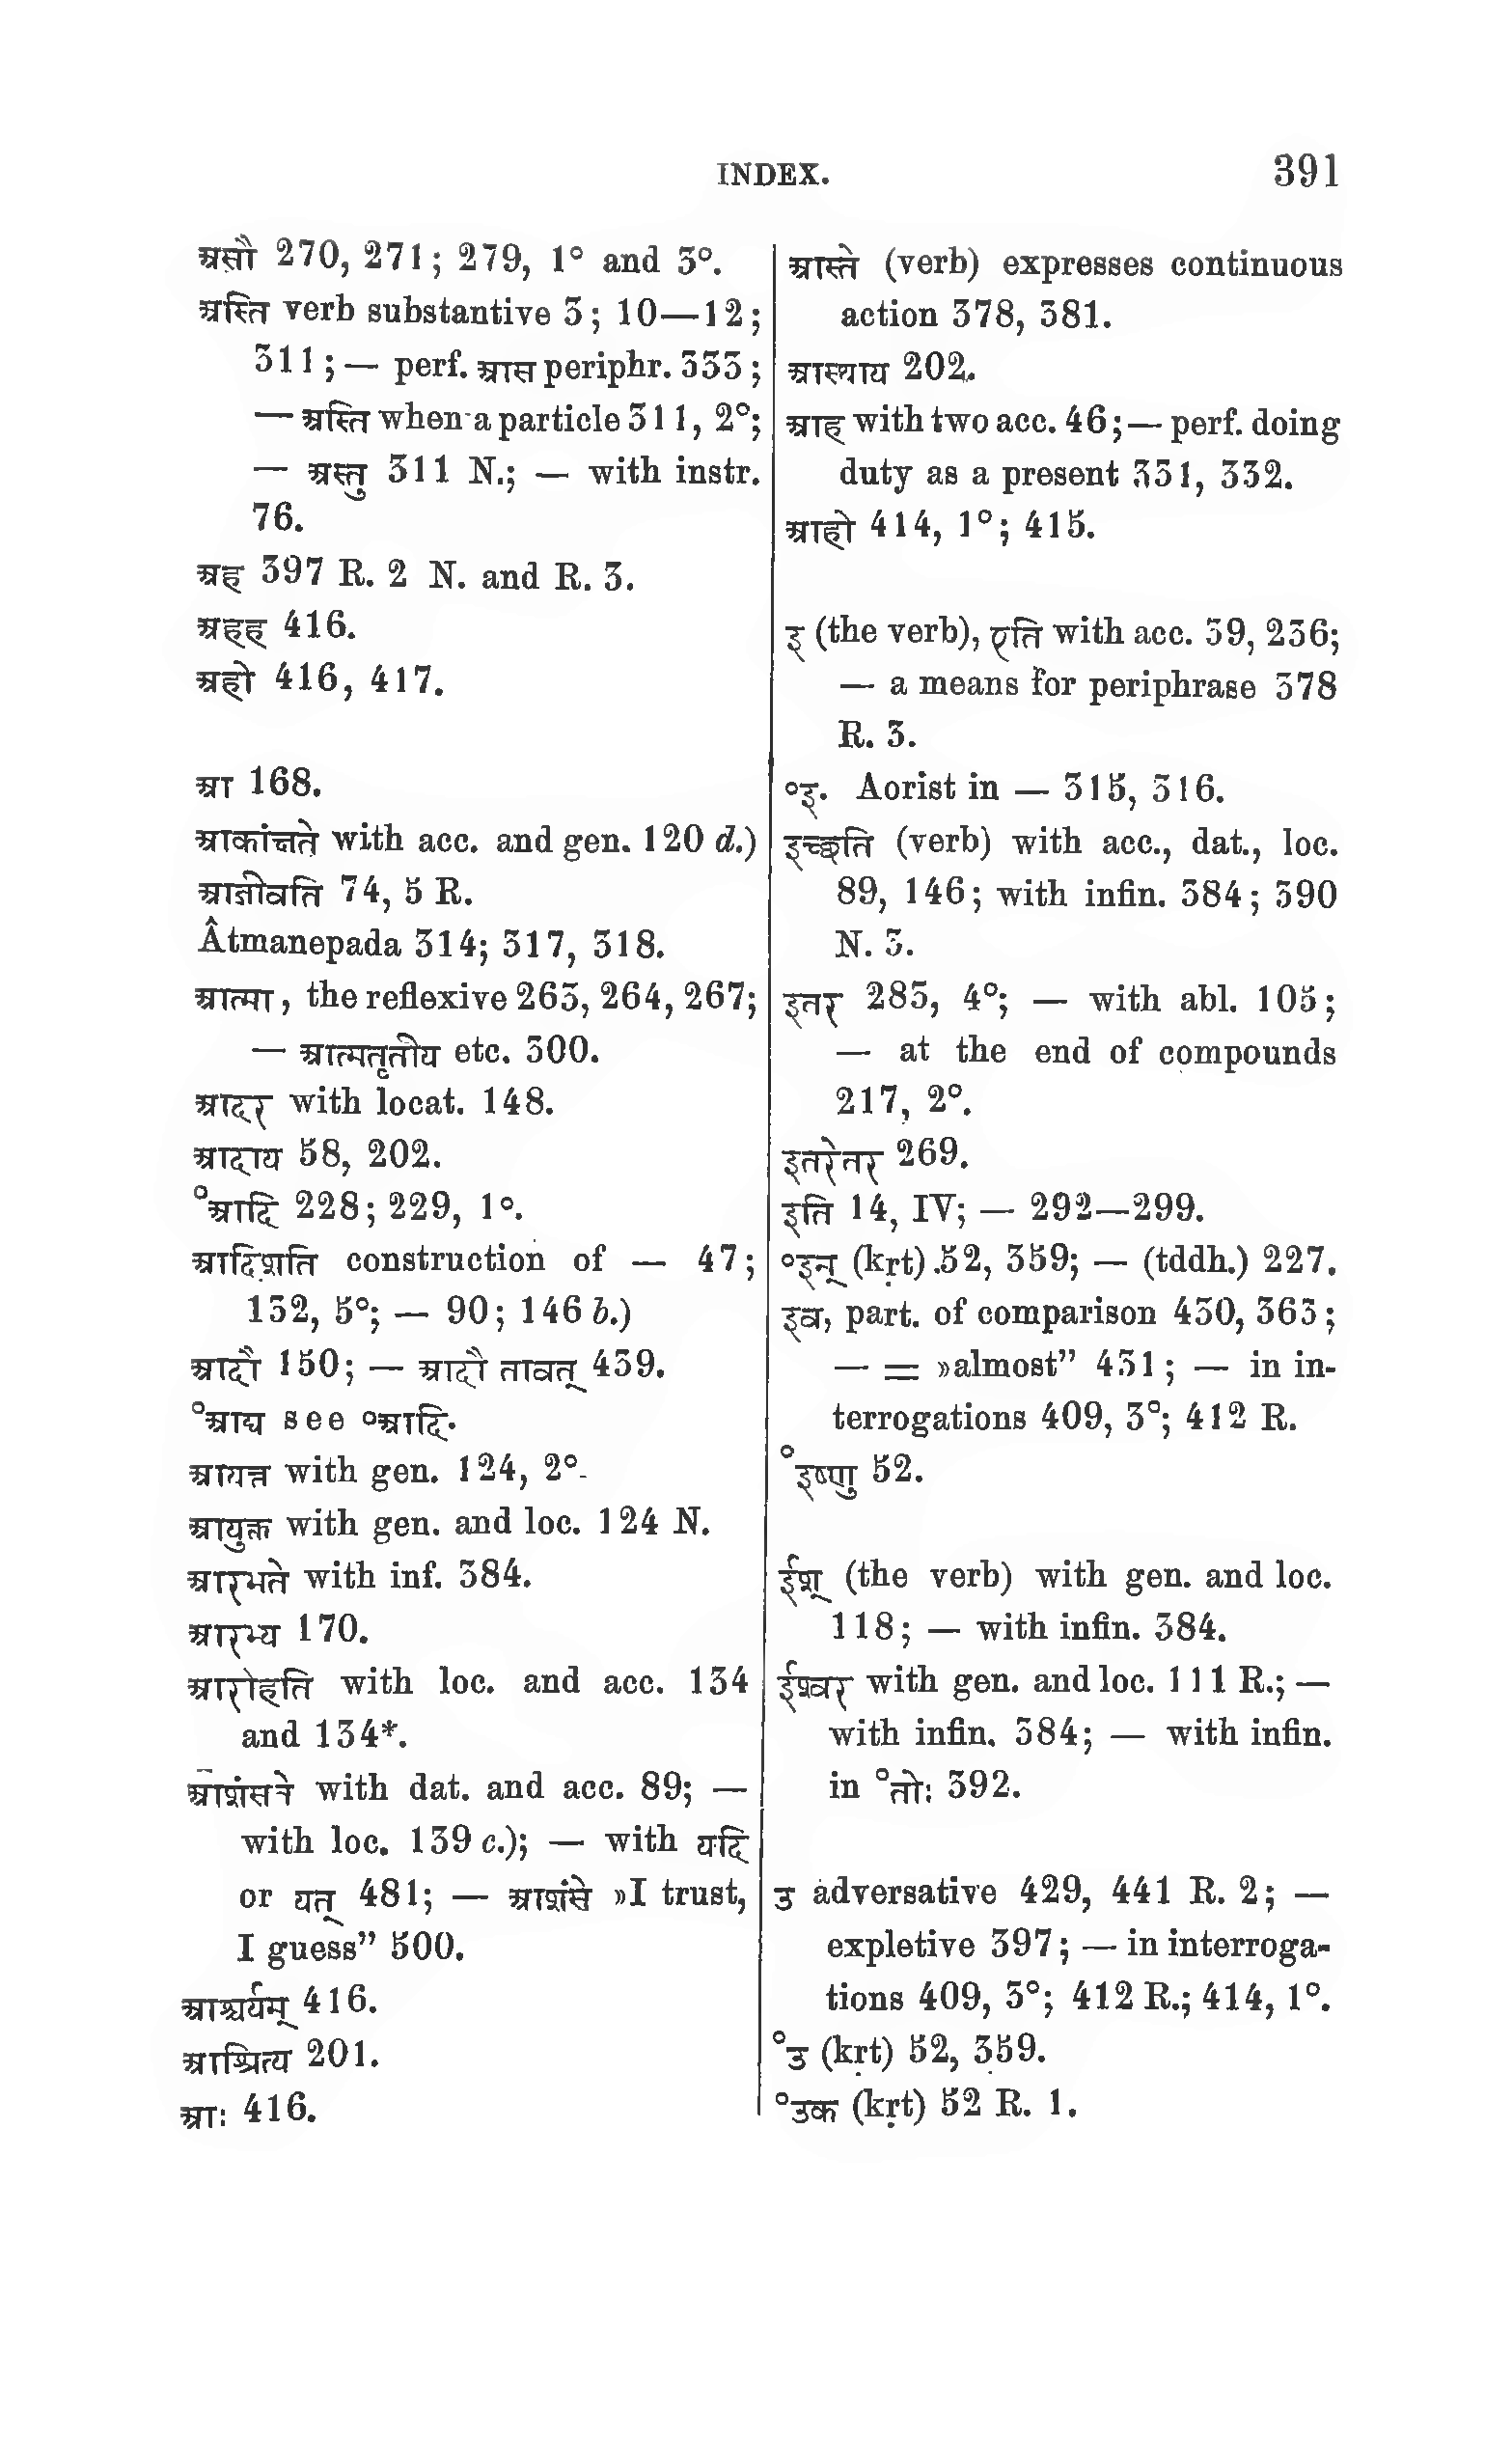 INDEX. 391
असौ 270, 271; 279, 1° and 3°.
अस्ति verb substantive 3; 10—12;
311; — perf. आस periphr. 333;
— अस्ति when a particle 311, 2°;
— अस्तु 311 N.; — with instr.
76.
अह 397 R. 2 N. and R. 3.
अहह 416.
अहो 416, 417.
आ 168.
आकांक्षते with acc. and gen. 120 d.)
आजीवति 74, 5 R.
Âtmanepada 314; 317, 318.
आत्मा, the reflexive 263, 264, 267;
— आत्मतृतीय etc. 300.
आदर with locat. 148.
आदाय 58, 202.
°आदि 228; 229, 1°.
आदिशति construction of — 47;
132, 5°; — 90; 146 b.)
आदौ 150; — आदौ तावत् 439.
°आद्य see °आदि.
आयत्त with gen. 124, 2°.
आयुक्त with gen. and loc. 124 N.
आरभते with inf. 384.
आरभ्य 170.
आरोहति with loc. and acc. 134
and 134*.
आशंसते with dat. and acc. 89; —
with loc. 139 c.); — with यदि
or यत् 481; — आशंसे »I trust,
I guess” 500.
आश्चर्यम् 416.
आश्रित्य 201.
आः 416.
आस्ते (verb) expresses continuous
action 378, 381.
आस्थाय 202.
आह with two acc. 46; — perf. doing
duty as a present 331, 332.
आहो 414, 1°; 415.
इ (the verb), एति with acc. 39, 236;
— a means for periphrase 378
R. 3.
°इ. Aorist in — 315, 316.
इच्छति (verb) with acc., dat., loc.
89, 146; with infin. 384; 390
N. 3.
इतर 283, 4°; — with abl. 105;
— at the end of compounds
217, 2°.
इतरेतर 269.
इति 14, IV; — 292—299.
°इन् (kṛt) 52, 359; — (tddh.) 227.
इव, part. of comparison 430, 363;
— = »almost” 431; — in in-
terrogations 409, 3°; 412 R.
°इष्णु 52.
ईश् (the verb) with gen. and loc.
118; — with infin. 384.
ईश्वर with gen. and loc. 111 R.; —
with infin. 384; — with infin.
in °तोः 392.
उ adversative 429, 441 R. 2; —
expletive 397; — in interroga-
tions 409, 3°; 412 R.; 414, 1°.
°उ (kṛt) 52, 359.
°उक (kṛt) 52 R. 1.